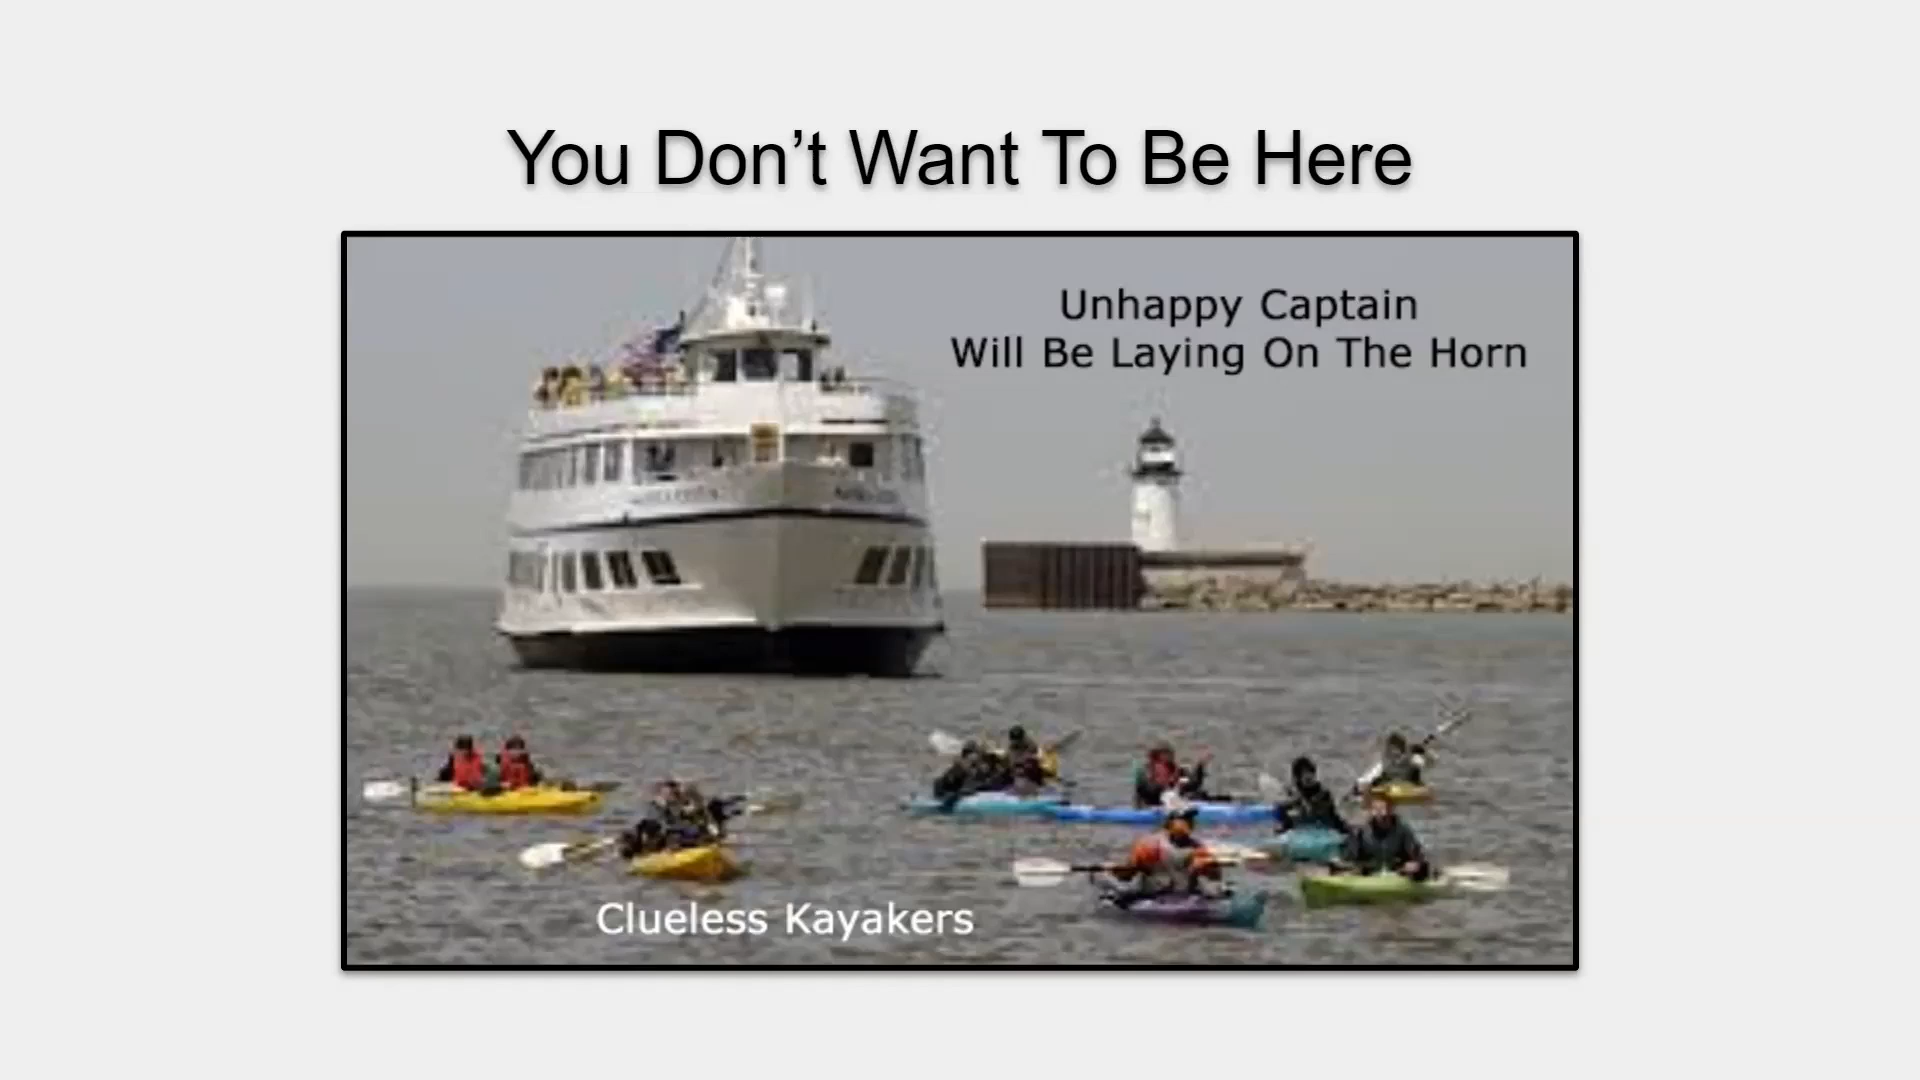 You Don’t Want To Be Here
Unhappy Captain
Will Be Laying On The Horn
Clueless Kayakers